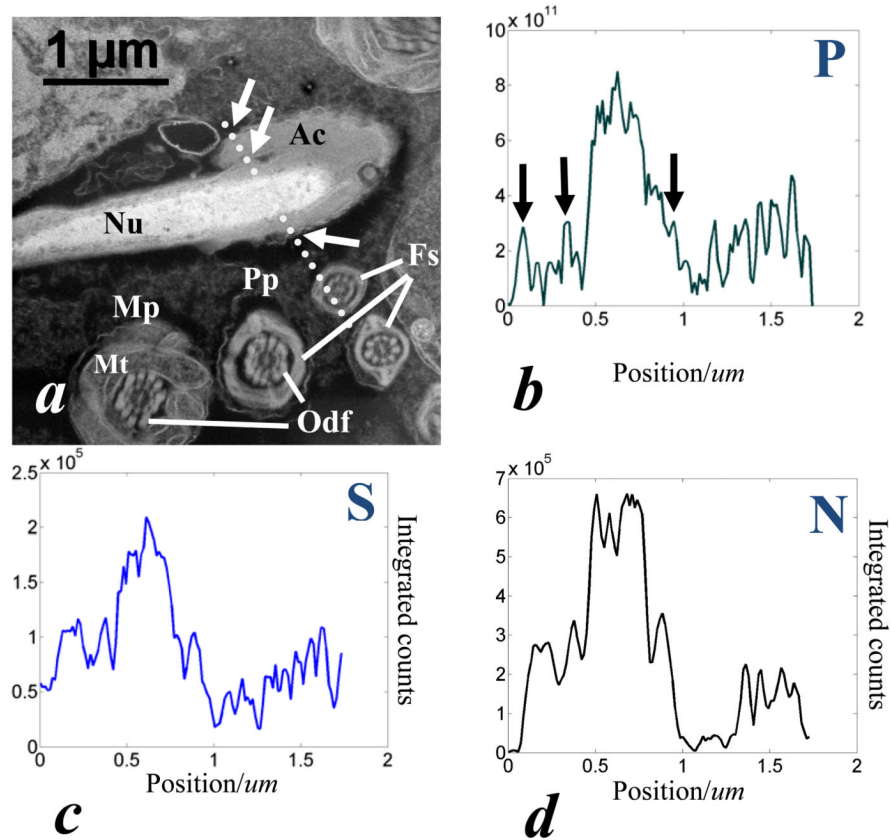 1 µm
Ac
Nu
Fs
Pp
Mp
Mt
Odf
a
x 10^11
10
8
6
4
2
0
0 0.5 1 1.5 2
P
Position/um
b
x 10^5
2.5
2
1.5
1
0.5
0
0 0.5 1 1.5 2
S
Integrated counts
Position/um
c
x 10^5
7
6
5
4
3
2
1
0
0 0.5 1 1.5 2
N
Integrated counts
Position/um
d